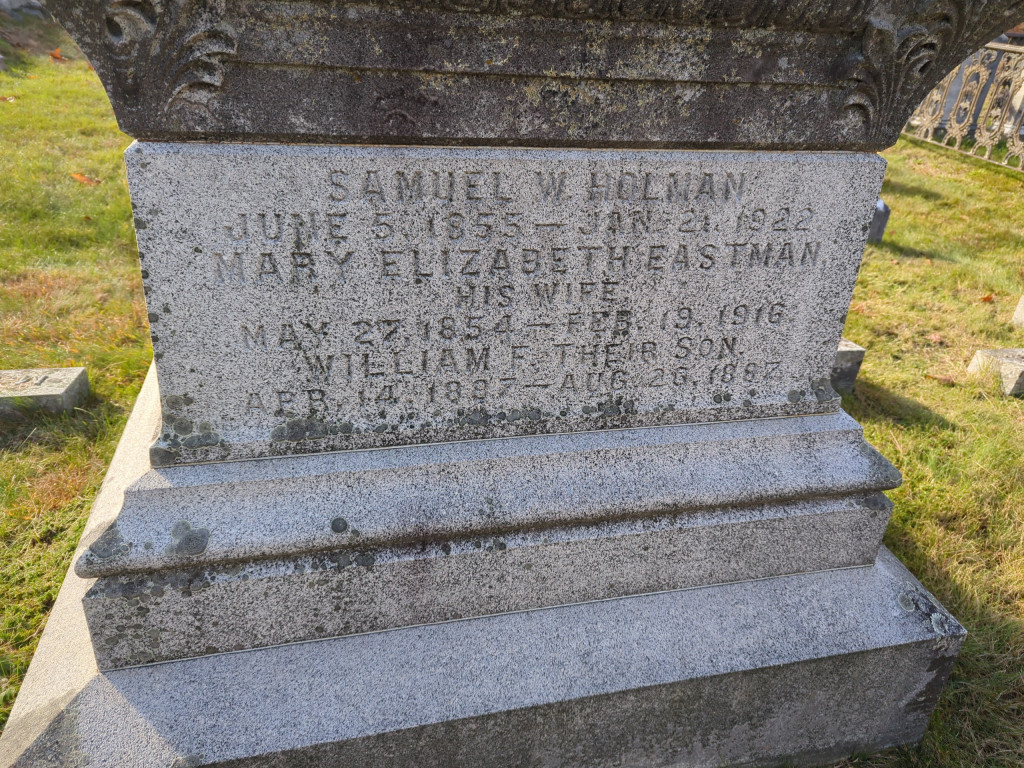 SAMUEL W. HOLMAN
JUNE 5, 1855 — JAN. 21, 1922
MARY ELIZABETH EASTMAN,
HIS WIFE
MAY 27, 1854 — FEB. 19, 1916
WILLIAM F. THEIR SON,
APR. 14, 1887 — AUG. 26, 1887.